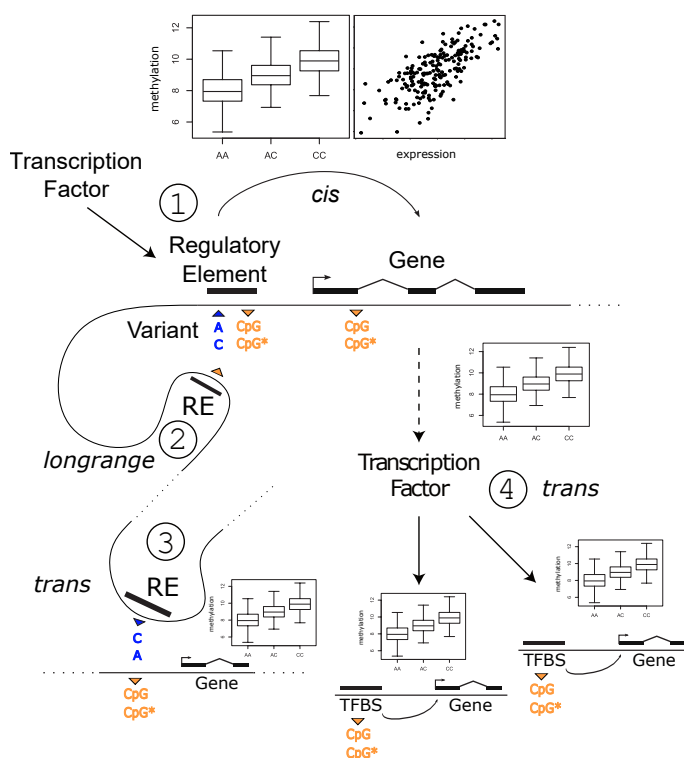 methylation
12
10
8
6
AA
AC
CC
expression
Transcription
Factor
1
cis
Regulatory
Element
Gene
Variant
A
C
CpG
CpG*
CpG
CpG*
RE
2
longrange
methylation
12
10
8
6
AA
AC
CC
Transcription
Factor
4
trans
3
trans
RE
C
A
CpG
CpG*
methylation
12
10
8
6
AA
AC
CC
Gene
methylation
12
10
8
6
AA
AC
CC
TFBS
Gene
CpG
CpG*
methylation
12
10
8
6
AA
AC
CC
TFBS
Gene
CpG
CpG*